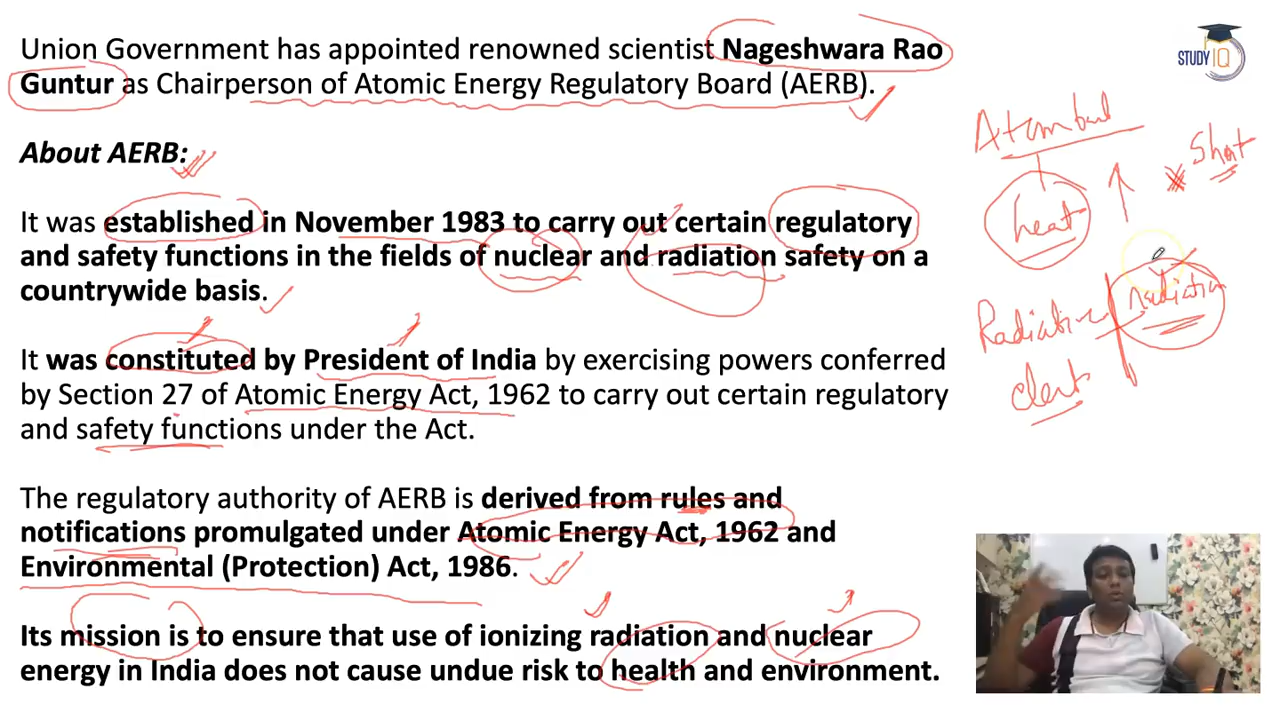 Union Government has appointed renowned scientist Nageshwara Rao
Guntur as Chairperson of Atomic Energy Regulatory Board (AERB).
STUDY IQ
About AERB:
It was established in November 1983 to carry out certain regulatory
and safety functions in the fields of nuclear and radiation safety on a
countrywide basis.
It was constituted by President of India by exercising powers conferred
by Section 27 of Atomic Energy Act, 1962 to carry out certain regulatory
and safety functions under the Act.
The regulatory authority of AERB is derived from rules and
notifications promulgated under Atomic Energy Act, 1962 and
Environmental (Protection) Act, 1986.
Its mission is to ensure that use of ionizing radiation and nuclear
energy in India does not cause undue risk to health and environment.
Atom
heat
radiation